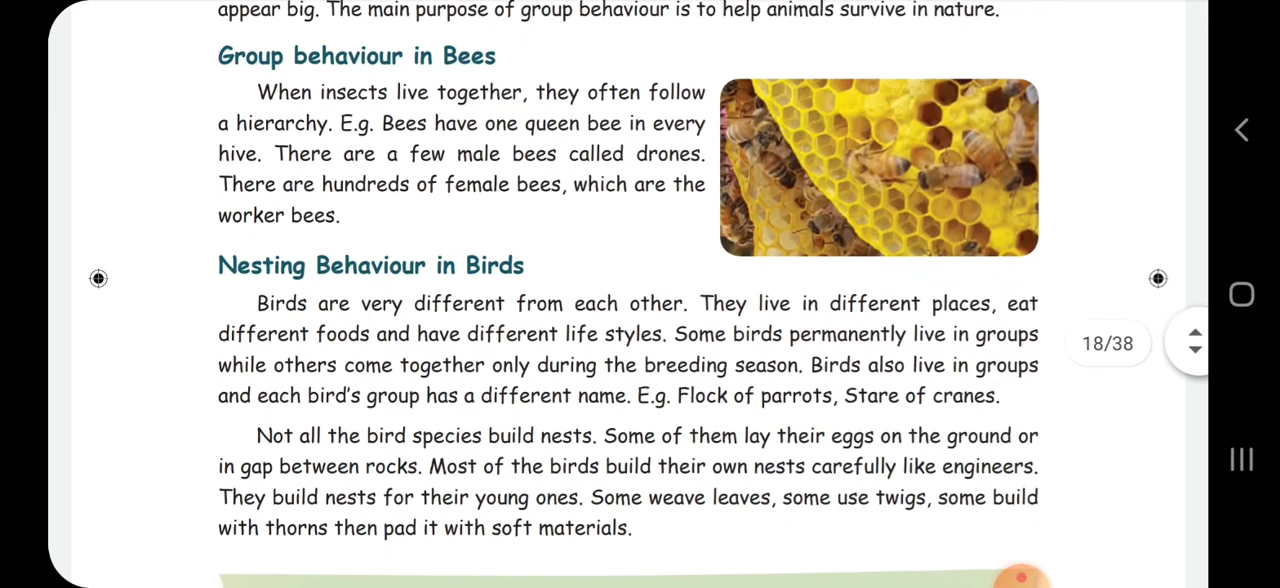 appear big. The main purpose of group behaviour is to help animals survive in nature.
Group behaviour in Bees
When insects live together, they often follow
a hierarchy. E.g. Bees have one queen bee in every
hive. There are a few male bees called drones.
There are hundreds of female bees, which are the
worker bees.
Nesting Behaviour in Birds
Birds are very different from each other. They live in different places, eat
different foods and have different life styles. Some birds permanently live in groups
while others come together only during the breeding season. Birds also live in groups
and each bird's group has a different name. E.g. Flock of parrots, Stare of cranes.
Not all the bird species build nests. Some of them lay their eggs on the ground or
in gap between rocks. Most of the birds build their own nests carefully like engineers.
They build nests for their young ones. Some weave leaves, some use twigs, some build
with thorns then pad it with soft materials.
18/38